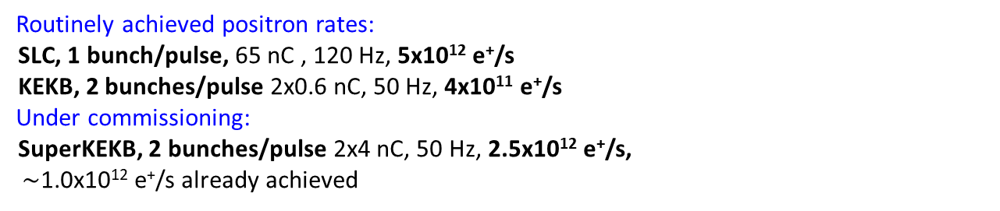 Routinely achieved positron rates:
SLC, 1 bunch/pulse, 65 nC , 120 Hz, 5x10¹² e⁺/s
KEKB, 2 bunches/pulse 2x0.6 nC, 50 Hz, 4x10¹¹ e⁺/s
Under commissioning:
SuperKEKB, 2 bunches/pulse 2x4 nC, 50 Hz, 2.5x10¹² e⁺/s,
~1.0x10¹² e⁺/s already achieved